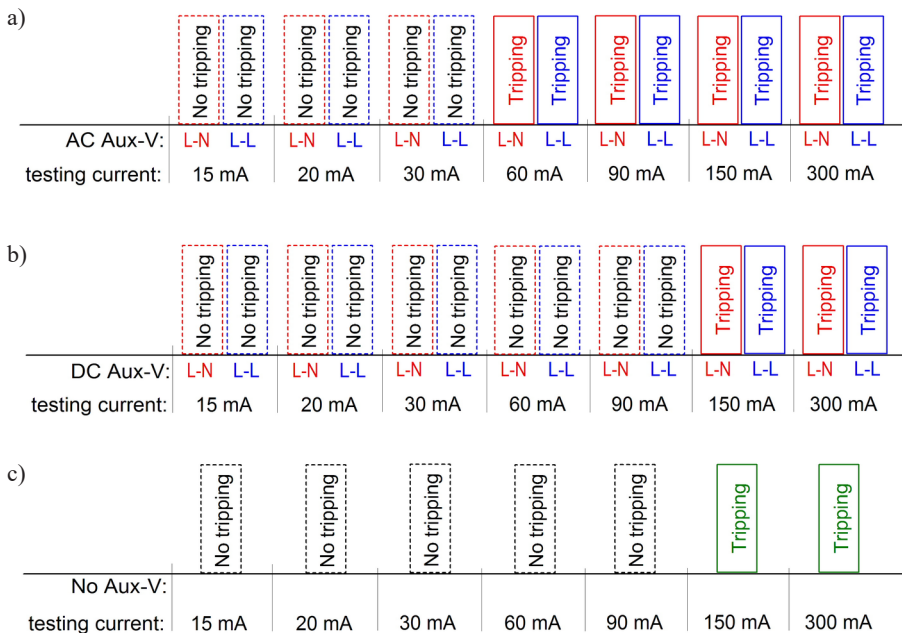 a)
No tripping No tripping No tripping No tripping No tripping No tripping Tripping Tripping Tripping Tripping Tripping Tripping Tripping Tripping
AC Aux-V: L-N L-L L-N L-L L-N L-L L-N L-L L-N L-L L-N L-L L-N L-L
testing current: 15 mA 20 mA 30 mA 60 mA 90 mA 150 mA 300 mA
b)
No tripping No tripping No tripping No tripping No tripping No tripping No tripping No tripping No tripping No tripping Tripping Tripping Tripping Tripping
DC Aux-V: L-N L-L L-N L-L L-N L-L L-N L-L L-N L-L L-N L-L L-N L-L
testing current: 15 mA 20 mA 30 mA 60 mA 90 mA 150 mA 300 mA
c)
No tripping No tripping No tripping No tripping No tripping Tripping Tripping
No Aux-V:
testing current: 15 mA 20 mA 30 mA 60 mA 90 mA 150 mA 300 mA